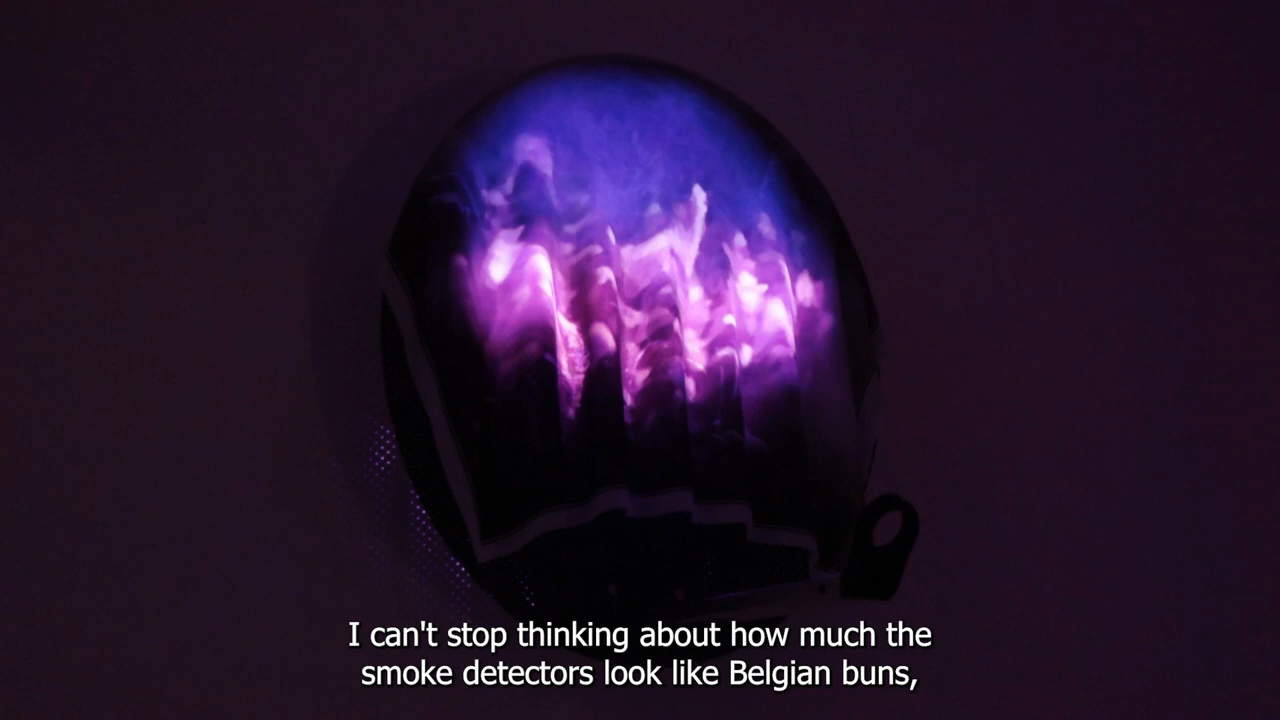 I can't stop thinking about how much the
smoke detectors look like Belgian buns,